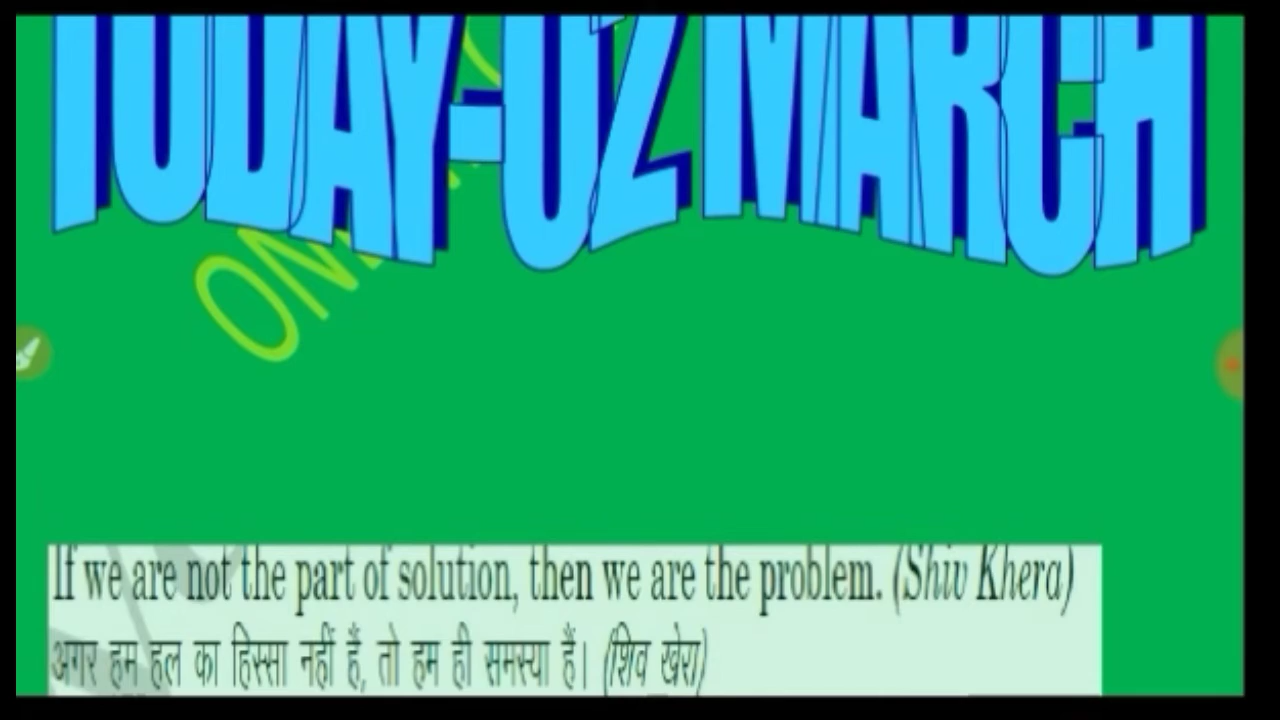 TODAY-02 MARCH
If we are not the part of solution, then we are the problem. (Shiv Khera)
अगर हम हल का हिस्सा नहीं हैं, तो हम ही समस्या हैं। (शिव खेरा)